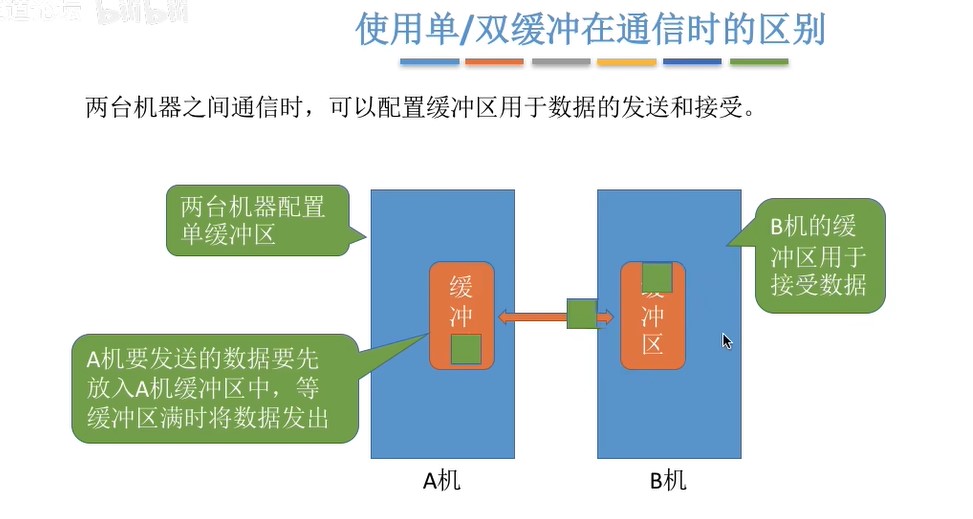 bilibili
使用单/双缓冲在通信时的区别
两台机器之间通信时，可以配置缓冲区用于数据的发送和接受。
两台机器配置
单缓冲区
B机的缓
冲区用于
接受数据
缓
冲
缓
冲
区
A机要发送的数据要先
放入A机缓冲区中，等
缓冲区满时将数据发出
A机
B机